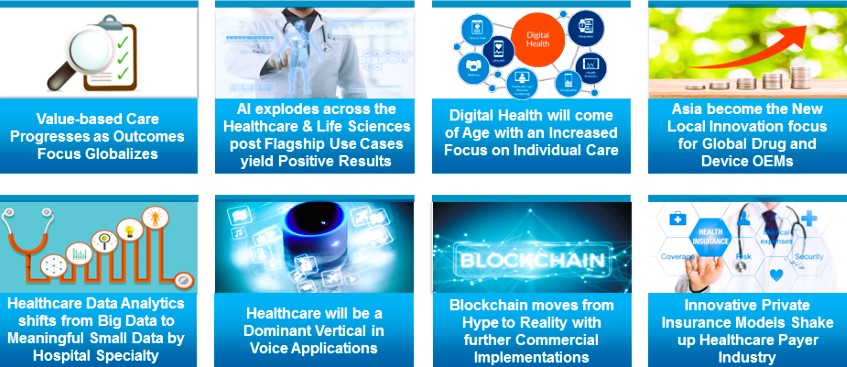 Digital
Health
Value-based Care
Progresses as Outcomes
Focus Globalizes
AI explodes across the
Healthcare & Life Sciences
post Flagship Use Cases
yield Positive Results
Digital Health will come
of Age with an Increased
Focus on Individual Care
Asia become the New
Local Innovation focus
for Global Drug and
Device OEMs
BLOCKCHAIN
HEALTH
INSURANCE
Medical
expenses
Coverage
Risk
Security
Healthcare Data Analytics
shifts from Big Data to
Meaningful Small Data by
Hospital Specialty
Healthcare will be a
Dominant Vertical in
Voice Applications
Blockchain moves from
Hype to Reality with
further Commercial
Implementations
Innovative Private
Insurance Models Shake
up Healthcare Payer
Industry